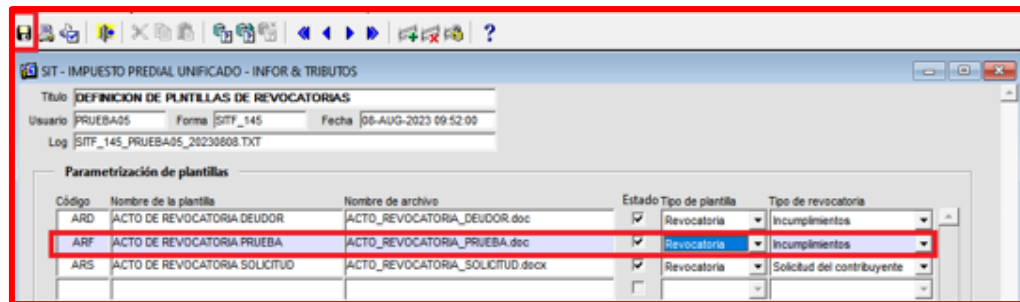 ?
SIT - IMPUESTO PREDIAL UNIFICADO - INFOR & TRIBUTOS
Título DEFINICION DE PLNTILLAS DE REVOCATORIAS
Usuario PRUEBA05 Forma SITF_145 Fecha 08-AUG-2023 09:52:00
Log SITF_145_PRUEBA05_20230808.TXT
Parametrización de plantillas
Código Nombre de la plantilla Nombre de archivo Estado Tipo de plantilla Tipo de revocatoria
ARD ACTO DE REVOCATORIA DEUDOR ACTO_REVOCATORIA_DEUDOR.doc Revocatoria Incumplimientos
ARF ACTO DE REVOCATORIA PRUEBA ACTO_REVOCATORIA_PRUEBA.doc Revocatoria Incumplimientos
ARS ACTO DE REVOCATORIA SOLICITUD ACTO_REVOCATORIA_SOLICITUD.docx Revocatoria Solicitud del contribuyente